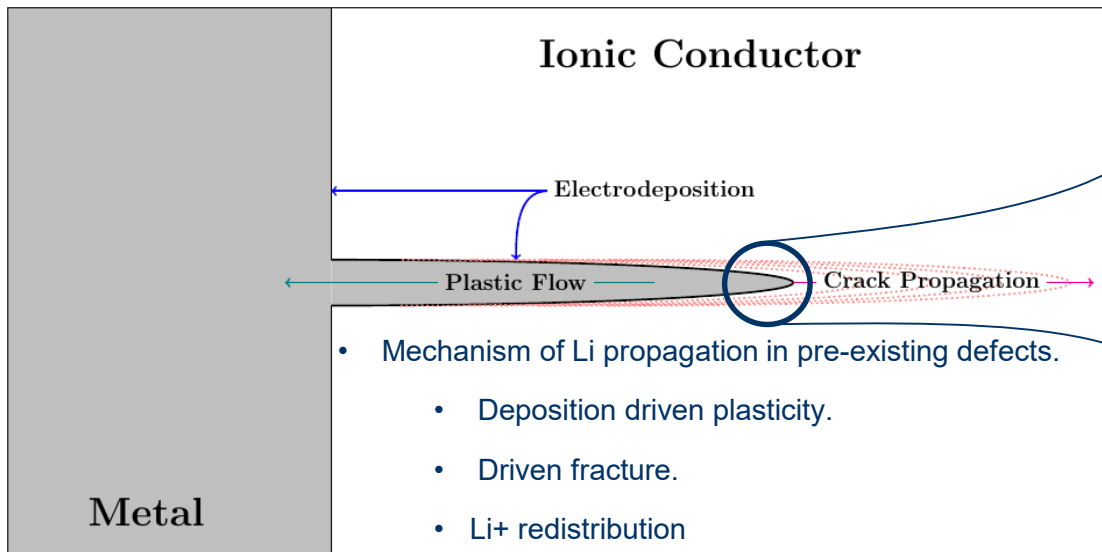 Ionic Conductor
Electrodeposition
Plastic Flow
Crack Propagation
• Mechanism of Li propagation in pre-existing defects.
• Deposition driven plasticity.
• Driven fracture.
• Li+ redistribution
Metal